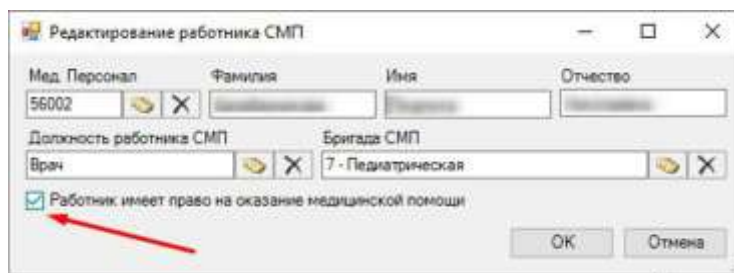 Редактирование работника СМП
Мед. Персонал Фамилия Имя Отчество
56002
Должность работника СМП Бригада СМП
Врач 7 - Педиатрическая
Работник имеет право на оказание медицинской помощи
OK Отмена